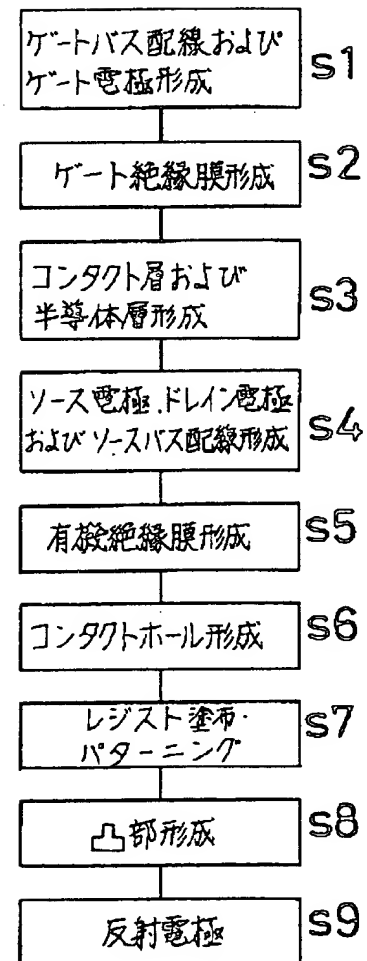 ゲートバス配線および
ゲート電極形成
s1
ゲート絶縁膜形成
s2
コンタクト層および
半導体層形成
s3
ソース電極、ドレイン電極
およびソースバス配線形成
s4
有機絶縁膜形成
s5
コンタクトホール形成
s6
レジスト塗布・
パターニング
s7
凸部形成
s8
反射電極
s9